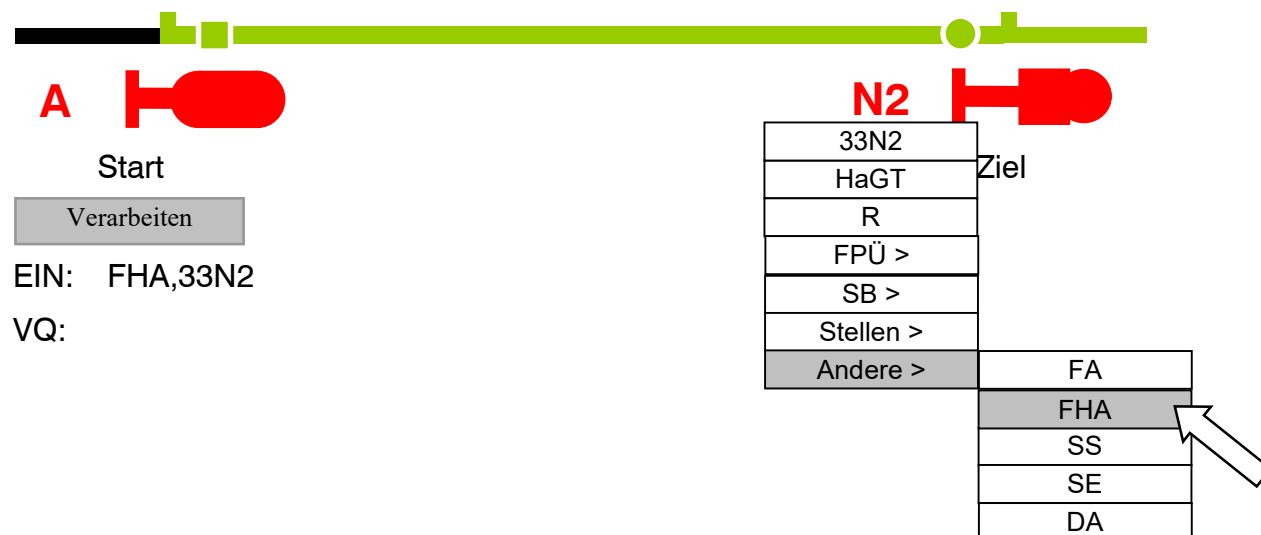 A
N2
Start
33N2
Ziel
HaGT
Verarbeiten
R
FPÜ >
EIN: FHA,33N2
SB >
VQ:
Stellen >
Andere >
FA
FHA
SS
SE
DA